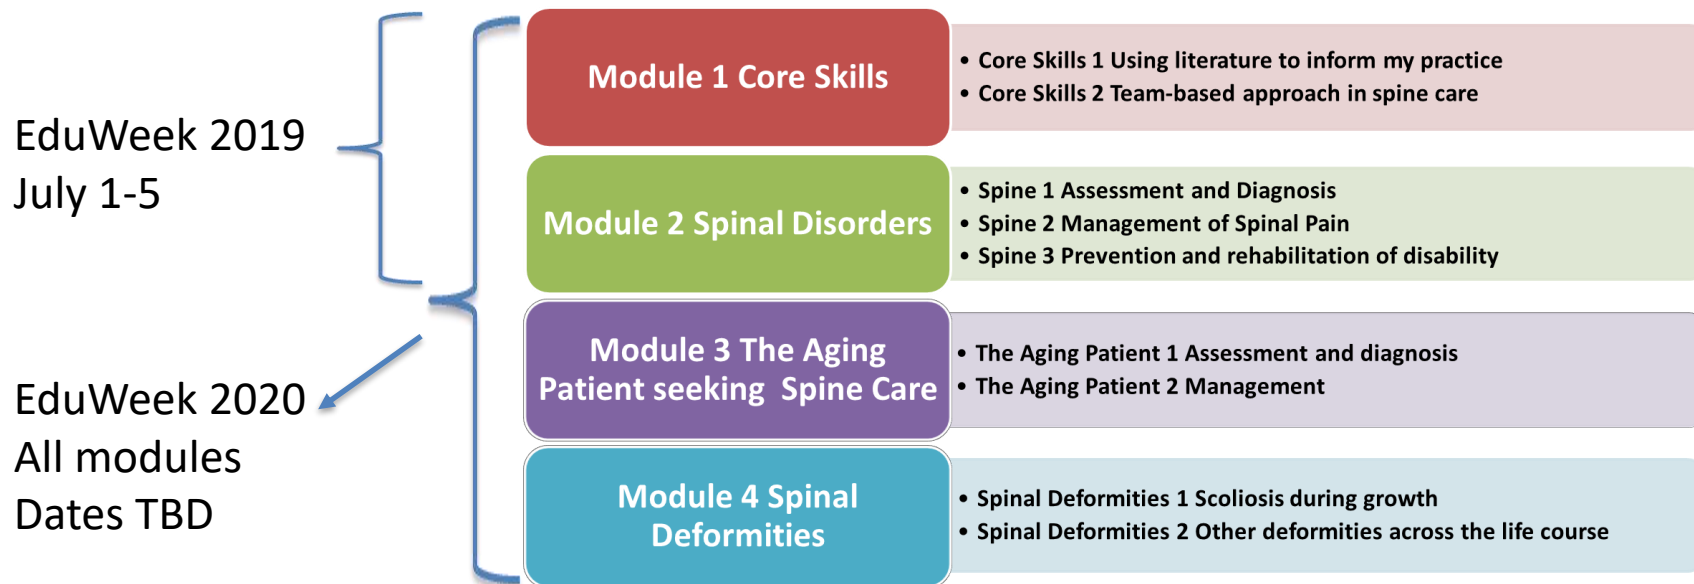 EduWeek 2019
July 1-5
EduWeek 2020
All modules
Dates TBD
Module 1 Core Skills
• Core Skills 1 Using literature to inform my practice
• Core Skills 2 Team-based approach in spine care
Module 2 Spinal Disorders
• Spine 1 Assessment and Diagnosis
• Spine 2 Management of Spinal Pain
• Spine 3 Prevention and rehabilitation of disability
Module 3 The Aging
Patient seeking  Spine Care
• The Aging Patient 1 Assessment and diagnosis
• The Aging Patient 2 Management
Module 4 Spinal
Deformities
• Spinal Deformities 1 Scoliosis during growth
• Spinal Deformities 2 Other deformities across the life course